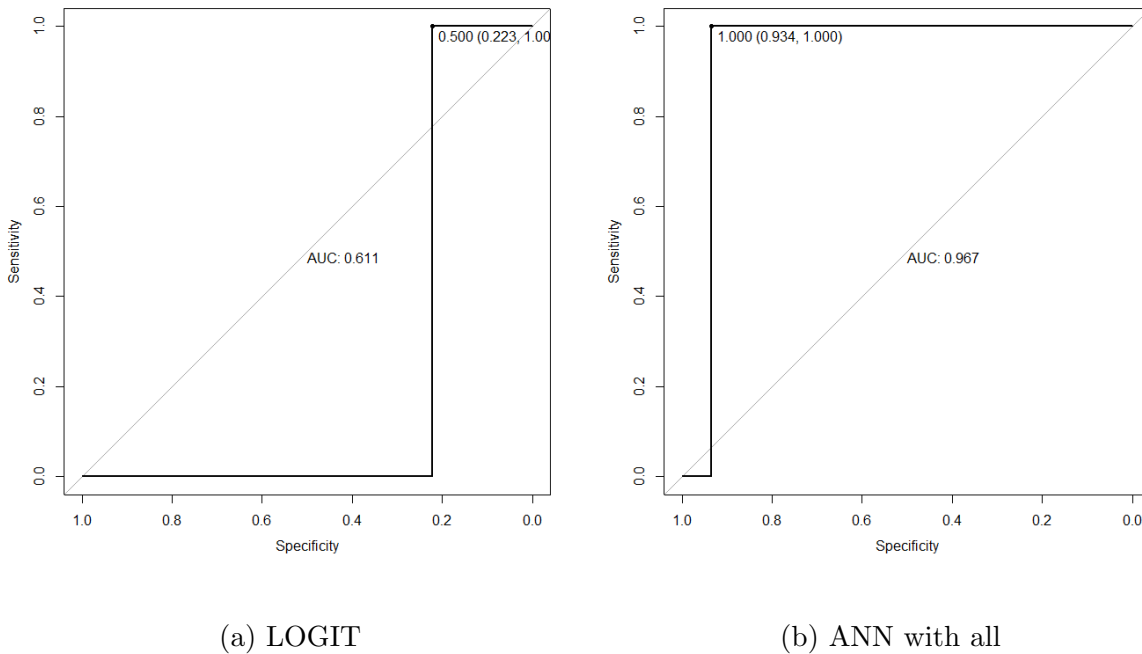 1.0
0.8
0.6
0.4
0.2
0.0
Sensitivity
0.500 (0.223, 1.00
AUC: 0.611
1.0 0.8 0.6 0.4 0.2 0.0
Specificity
(a) LOGIT
1.0
0.8
0.6
0.4
0.2
0.0
Sensitivity
1.000 (0.934, 1.000)
AUC: 0.967
1.0 0.8 0.6 0.4 0.2 0.0
Specificity
(b) ANN with all